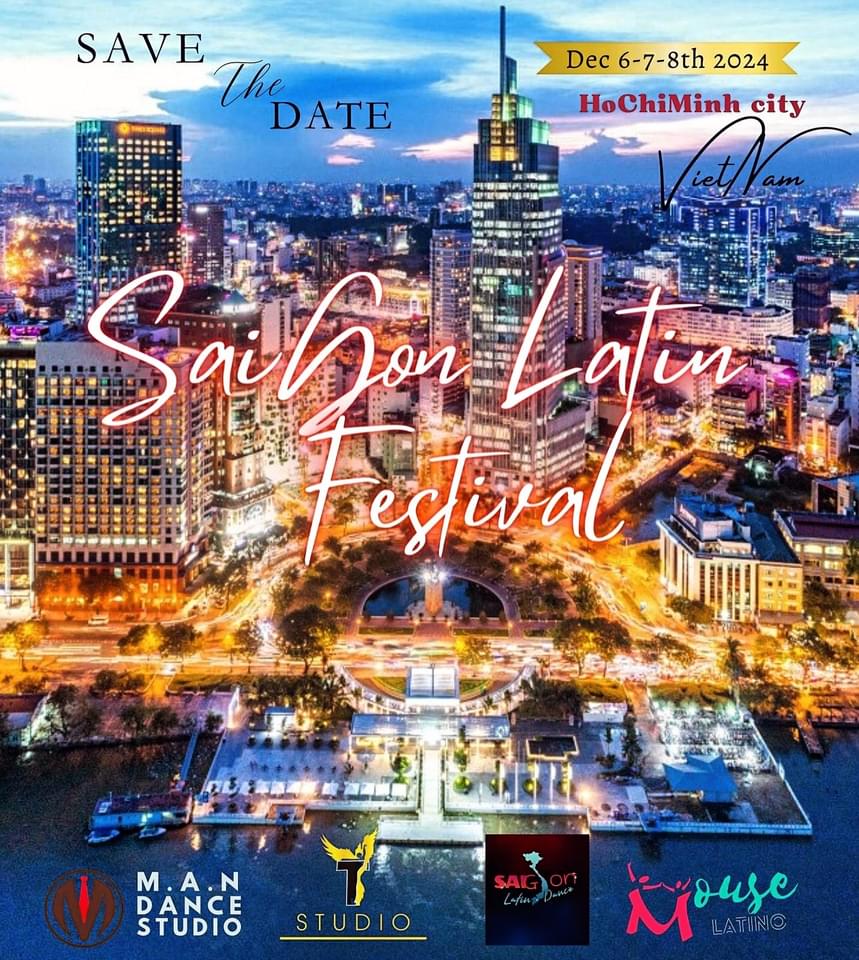 SAVE
The
DATE
Dec 6-7-8th 2024
HoChiMinh city
VietNam
SaiGon Latin
Festival
M.A.N
DANCE
STUDIO
T
STUDIO
SAIGon
Latin Dance
Mouse
LATINO